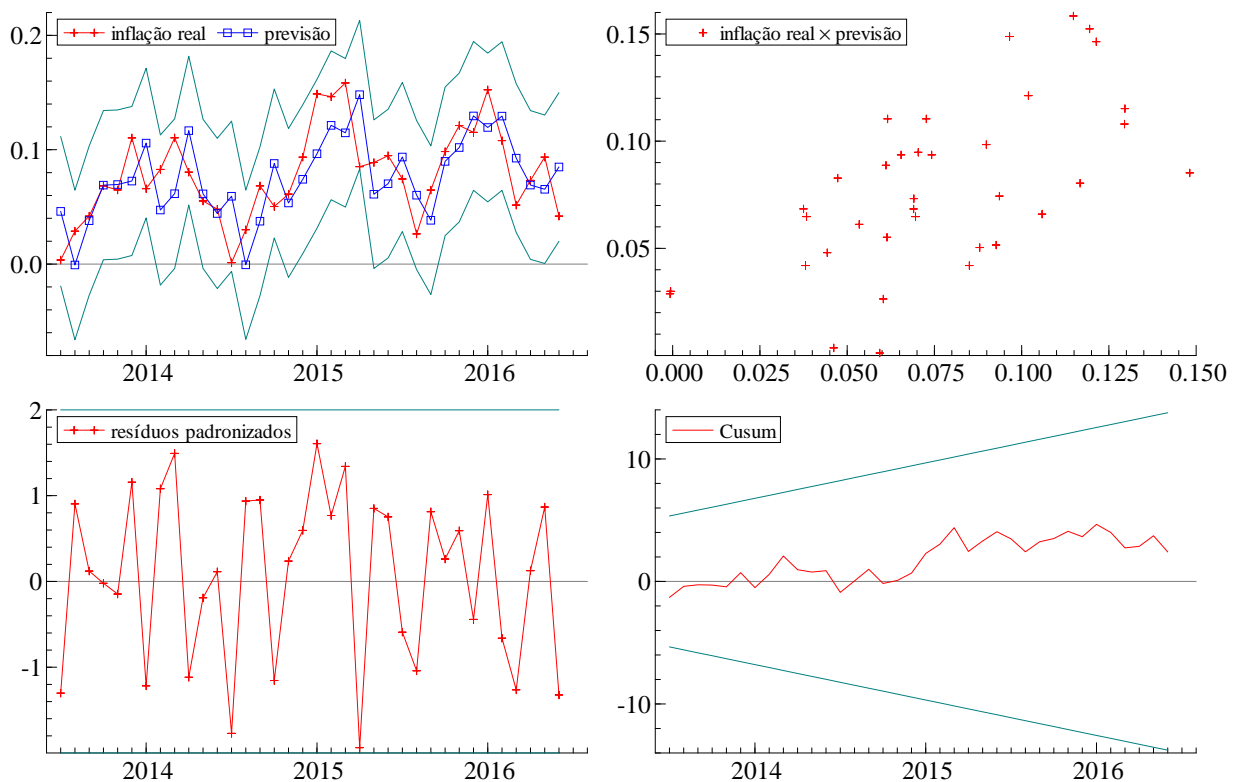 inflação real previsão
0.2
0.1
0.0
2014 2015 2016
inflação real × previsão
0.15
0.10
0.05
0.000 0.025 0.050 0.075 0.100 0.125 0.150
resíduos padronizados
2
1
0
-1
2014 2015 2016
Cusum
10
0
-10
2014 2015 2016